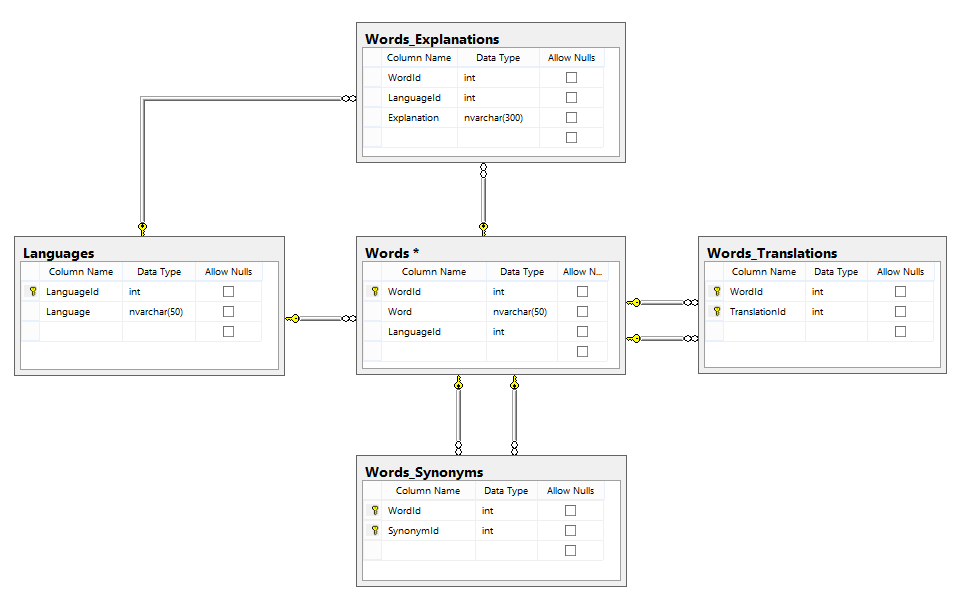 Words_Explanations
Column Name Data Type Allow Nulls
WordId int
LanguageId int
Explanation nvarchar(300)
Languages
Column Name Data Type Allow Nulls
LanguageId int
Language nvarchar(50)
Words *
Column Name Data Type Allow N...
WordId int
Word nvarchar(50)
LanguageId int
Words_Translations
Column Name Data Type Allow Nulls
WordId int
TranslationId int
Words_Synonyms
Column Name Data Type Allow Nulls
WordId int
SynonymId int